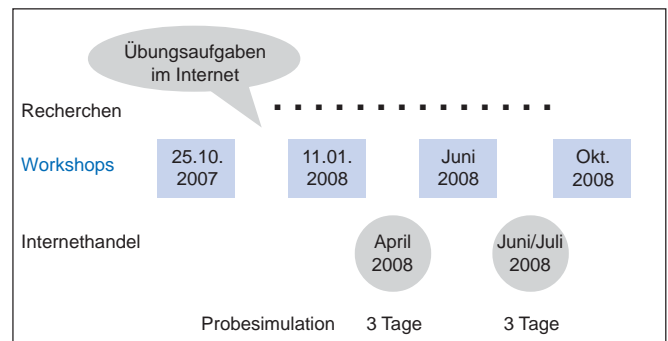 Übungsaufgaben
im Internet
Recherchen
Workshops
25.10.
2007
11.01.
2008
Juni
2008
Okt.
2008
Internethandel
April
2008
Juni/Juli
2008
Probesimulation 3 Tage 3 Tage